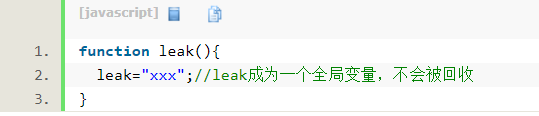 [javascript]
1. function leak(){
2.   leak="xxx";//leak成为一个全局变量，不会被回收
3. }